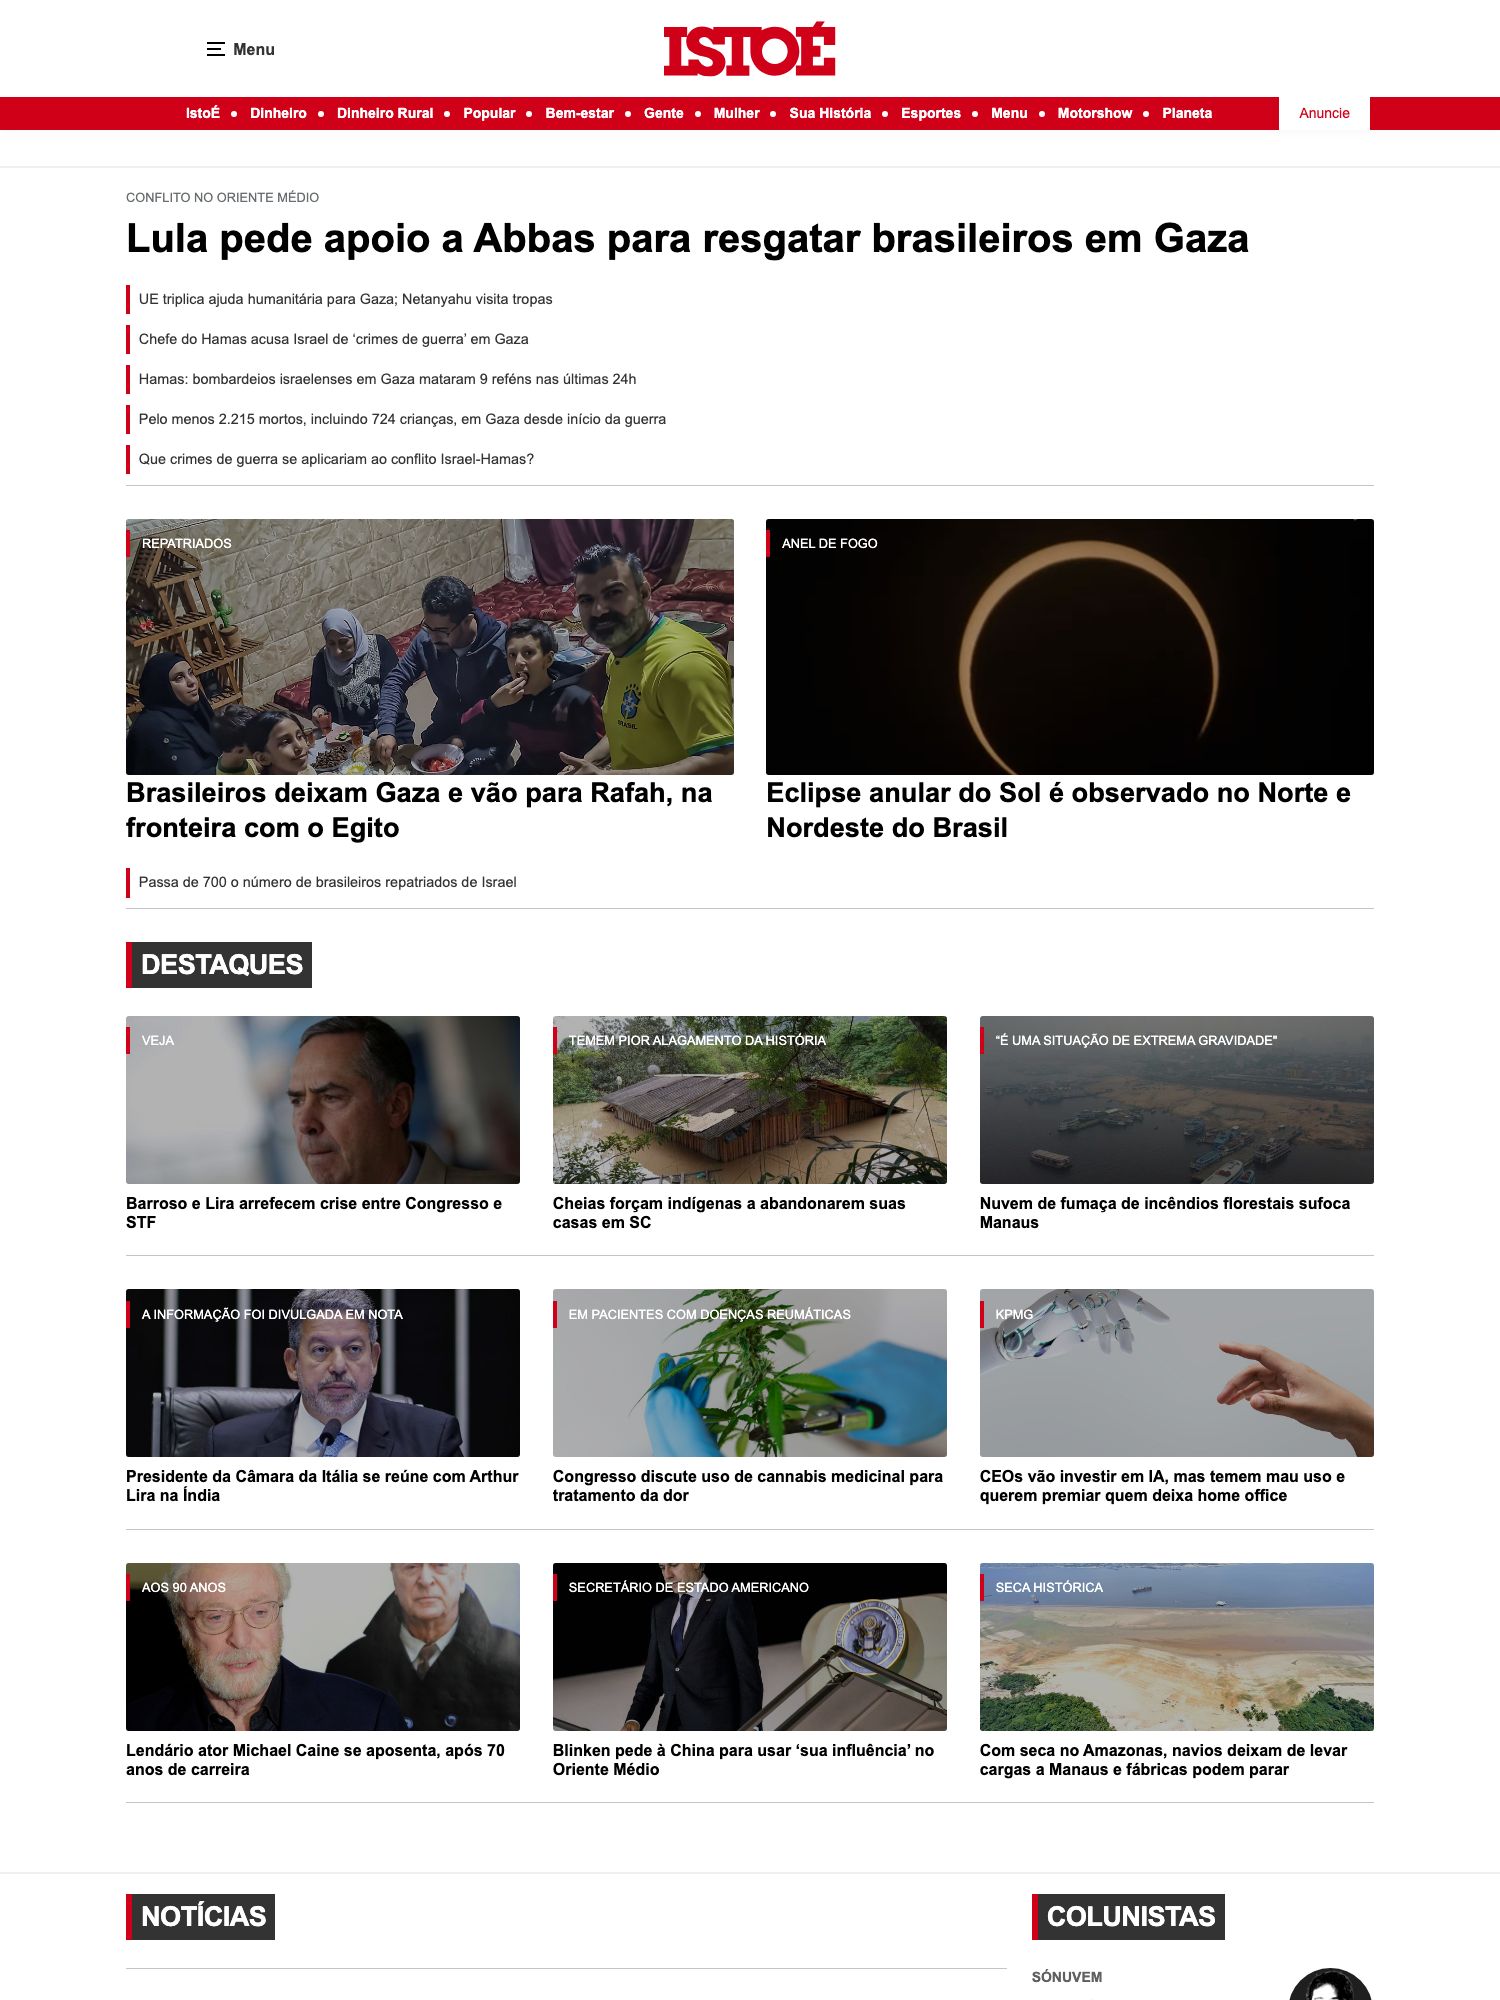 Menu
ISTOÉ
IstoÉ • Dinheiro • Dinheiro Rural • Popular • Bem-estar • Gente • Mulher • Sua História • Esportes • Menu • Motorshow • Planeta
Anuncie
CONFLITO NO ORIENTE MÉDIO
Lula pede apoio a Abbas para resgatar brasileiros em Gaza
UE triplica ajuda humanitária para Gaza; Netanyahu visita tropas
Chefe do Hamas acusa Israel de ‘crimes de guerra’ em Gaza
Hamas: bombardeios israelenses em Gaza mataram 9 reféns nas últimas 24h
Pelo menos 2.215 mortos, incluindo 724 crianças, em Gaza desde início da guerra
Que crimes de guerra se aplicariam ao conflito Israel-Hamas?
REPATRIADOS
BRASIL
Brasileiros deixam Gaza e vão para Rafah, na
fronteira com o Egito
Passa de 700 o número de brasileiros repatriados de Israel
ANEL DE FOGO
Eclipse anular do Sol é observado no Norte e
Nordeste do Brasil
DESTAQUES
VEJA
Barroso e Lira arrefecem crise entre Congresso e
STF
TEMEM PIOR ALAGAMENTO DA HISTÓRIA
Cheias forçam indígenas a abandonarem suas
casas em SC
“É UMA SITUAÇÃO DE EXTREMA GRAVIDADE"
Nuvem de fumaça de incêndios florestais sufoca
Manaus
A INFORMAÇÃO FOI DIVULGADA EM NOTA
Presidente da Câmara da Itália se reúne com Arthur
Lira na Índia
EM PACIENTES COM DOENÇAS REUMÁTICAS
Congresso discute uso de cannabis medicinal para
tratamento da dor
KPMG
CEOs vão investir em IA, mas temem mau uso e
querem premiar quem deixa home office
AOS 90 ANOS
Lendário ator Michael Caine se aposenta, após 70
anos de carreira
SECRETÁRIO DE ESTADO AMERICANO
Blinken pede à China para usar ‘sua influência’ no
Oriente Médio
SECA HISTÓRICA
Com seca no Amazonas, navios deixam de levar
cargas a Manaus e fábricas podem parar
NOTÍCIAS
COLUNISTAS
SÓNUVEM